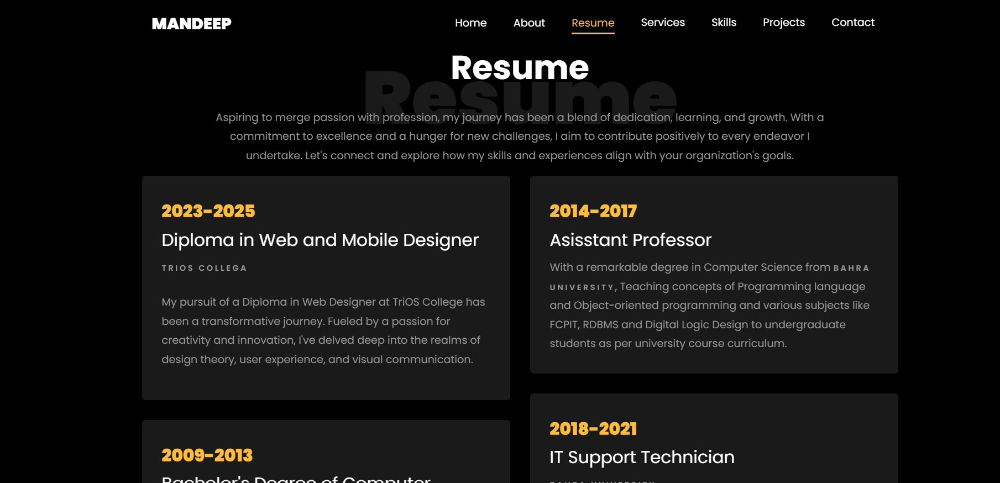 MANDEEP
Home About Resume Services Skills Projects Contact
Resume
Resume
Aspiring to merge passion with profession, my journey has been a blend of dedication, learning, and growth. With a
commitment to excellence and a hunger for new challenges, I aim to contribute positively to every endeavor I
undertake. Let's connect and explore how my skills and experiences align with your organization's goals.
2023-2025
Diploma in Web and Mobile Designer
TRIOS COLLEGA
My pursuit of a Diploma in Web Designer at TriOS College has
been a transformative journey. Fueled by a passion for
creativity and innovation, I've delved deep into the realms of
design theory, user experience, and visual communication.
2009-2013
Bachelor's Degree of Computer
2014-2017
Asisstant Professor
With a remarkable degree in Computer Science from BAHRA
UNIVERSITY, Teaching concepts of Programming language
and Object-oriented programming and various subjects like
FCPIT, RDBMS and Digital Logic Design to undergraduate
students as per university course curriculum.
2018-2021
IT Support Technician
BAHRA UNIVERSITY